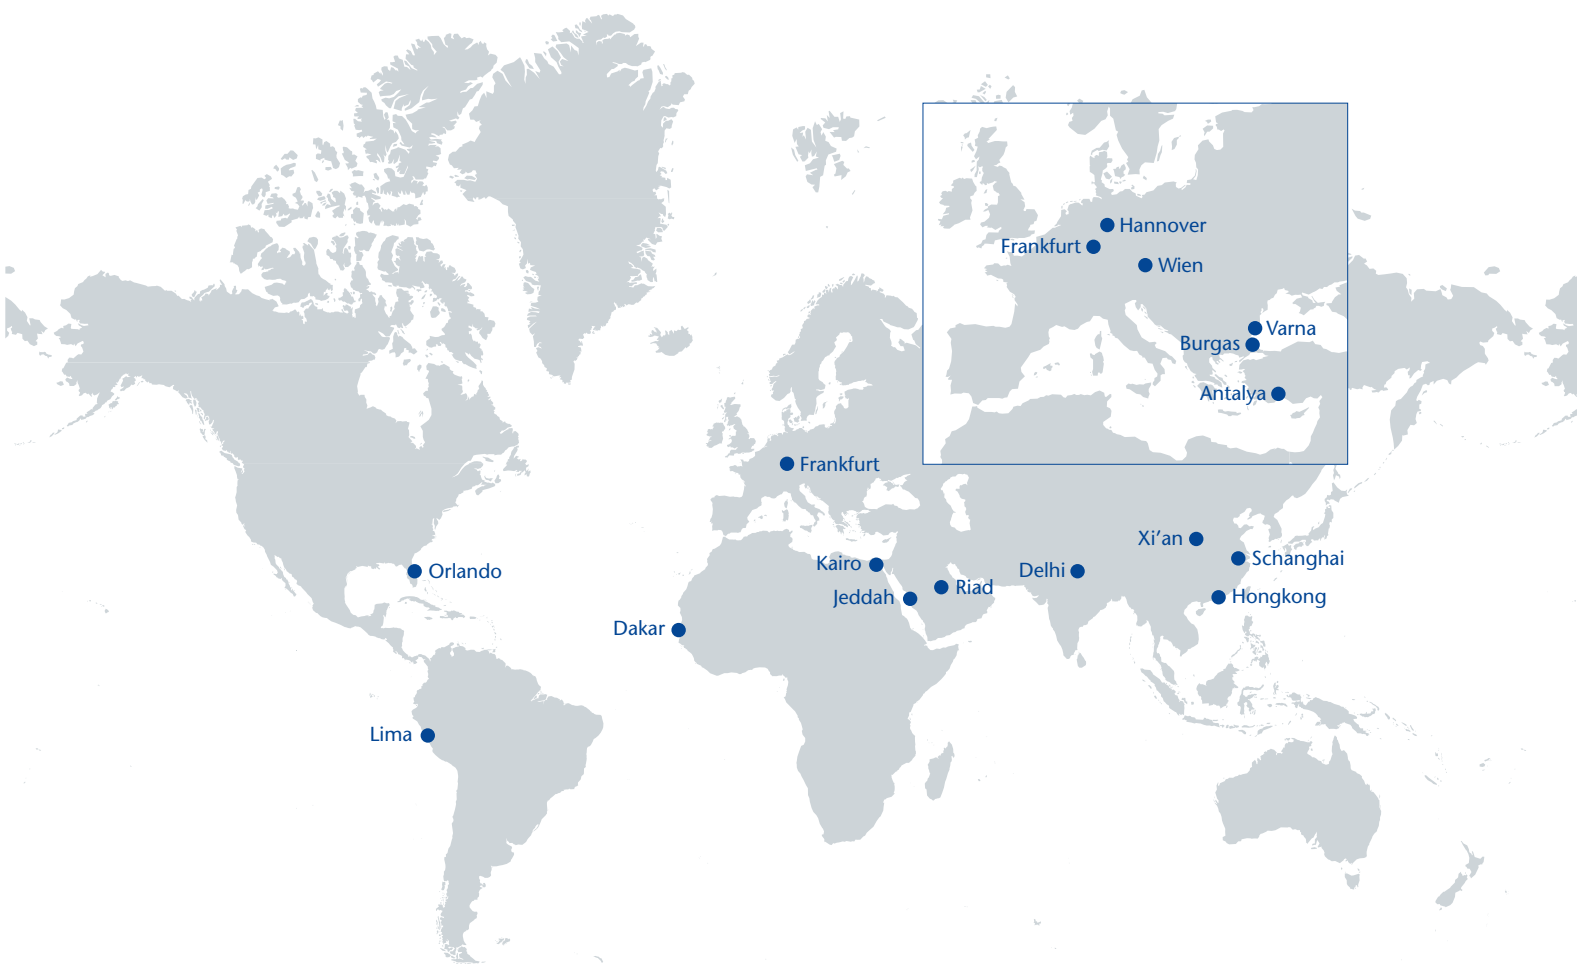 Hannover
Frankfurt
Wien
Varna
Burgas
Antalya
Frankfurt
Xi’an
Schanghai
Kairo
Delhi
Orlando
Riad
Jeddah
Hongkong
Dakar
Lima